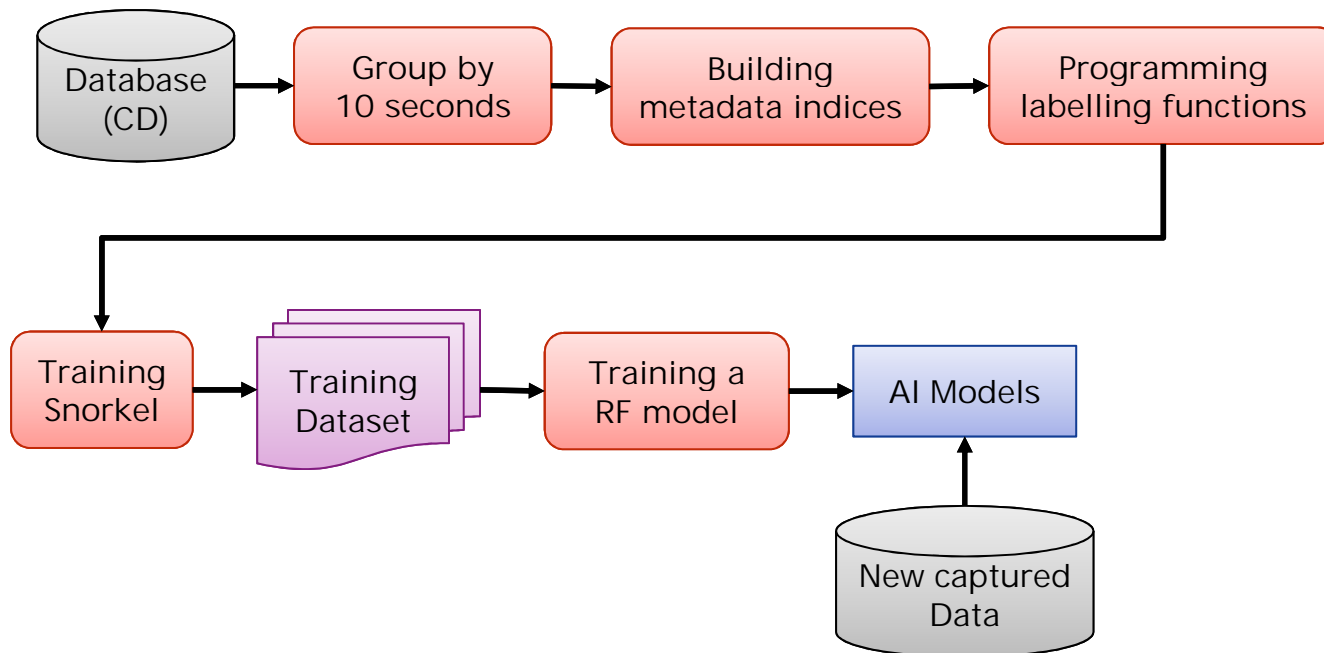 Database
(CD)
Group by
10 seconds
Building
metadata indices
Programming
labelling functions
Training
Snorkel
Training
Dataset
Training a
RF model
AI Models
New captured
Data